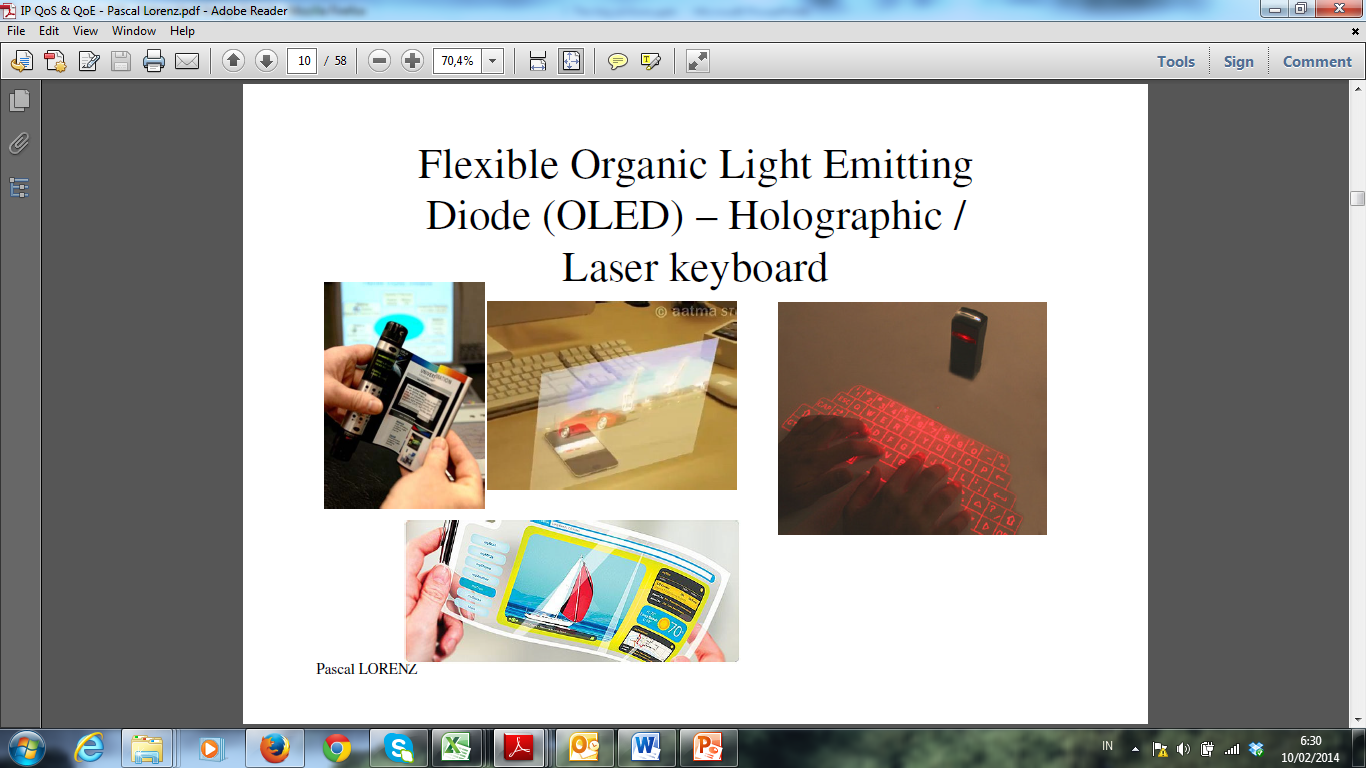 IP QoS & QoE - Pascal Lorenz.pdf - Adobe Reader
File Edit View Window Help
10 / 58
70,4%
Tools Sign Comment
Flexible Organic Light Emitting
Diode (OLED) – Holographic /
Laser keyboard
© aatma
70
Pascal LORENZ
IN
6:30
10/02/2014